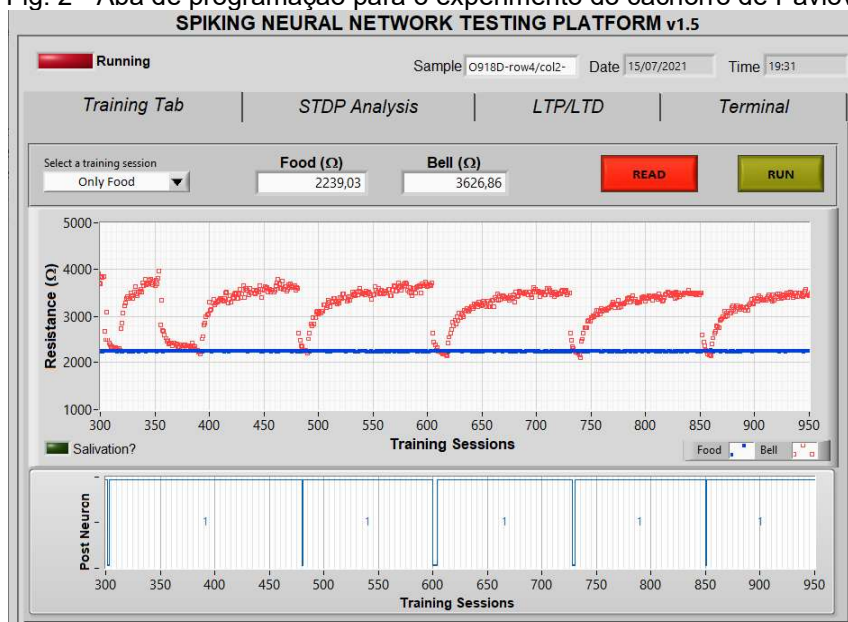 Fig. 2 - Aba de programação para o experimento do cachorro de Pavlov
SPIKING NEURAL NETWORK TESTING PLATFORM v1.5
Running
Sample O918D-row4/col2- Date 15/07/2021 Time 19:31
Training Tab STDP Analysis LTP/LTD Terminal
Select a training session
Only Food
Food (Ω)
2239,03
Bell (Ω)
3626,86
READ
RUN
Resistance (Ω)
5000
4000
3000
2000
1000
300 350 400 450 500 550 600 650 700 750 800 850 900 950
Training Sessions
Salivation?
Food Bell
Post Neuron
1 1 1 1 1
300 350 400 450 500 550 600 650 700 750 800 850 900 950
Training Sessions